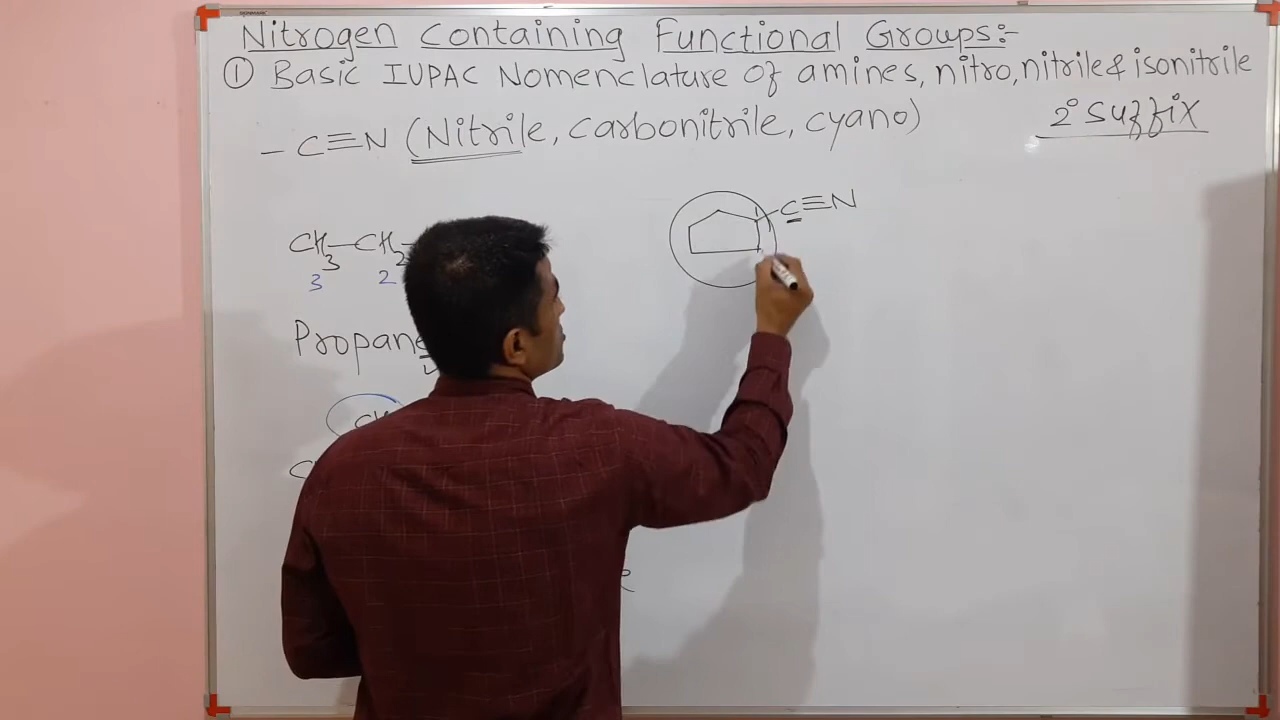 Nitrogen Containing Functional Groups:-
① Basic IUPAC Nomenclature of amines, nitro, nitrile & isonitrile
2° Suffix
– C≡N (Nitrile, carbonitrile, cyano)
C≡N
CH3–CH2
3 2
Propane